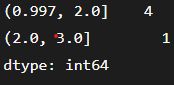 (0.997, 2.0]    4
(2.0, 3.0]      1
dtype: int64